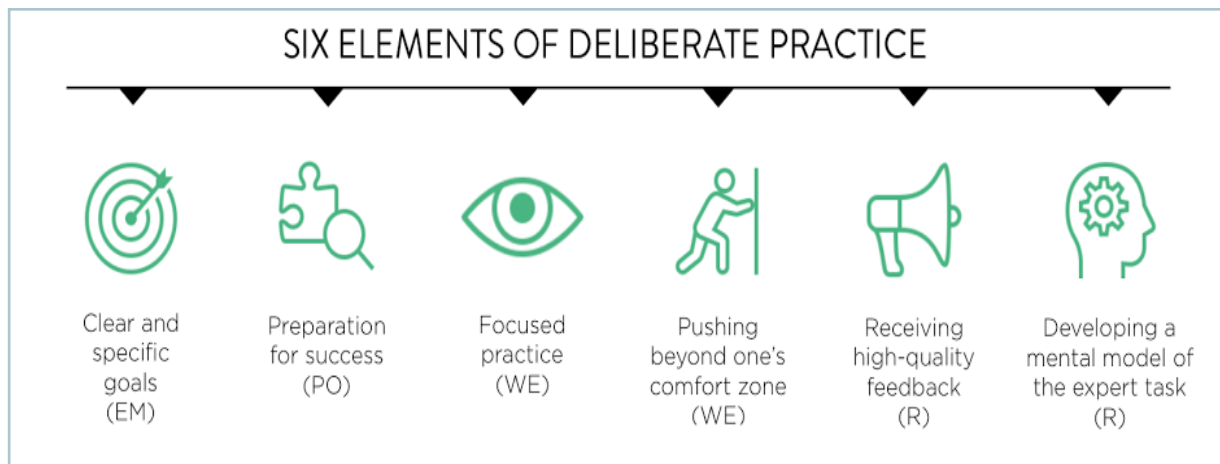 SIX ELEMENTS OF DELIBERATE PRACTICE
Clear and
specific
goals
(EM)
Preparation
for success
(PO)
Focused
practice
(WE)
Pushing
beyond one's
comfort zone
(WE)
Receiving
high-quality
feedback
(R)
Developing a
mental model of
the expert task
(R)